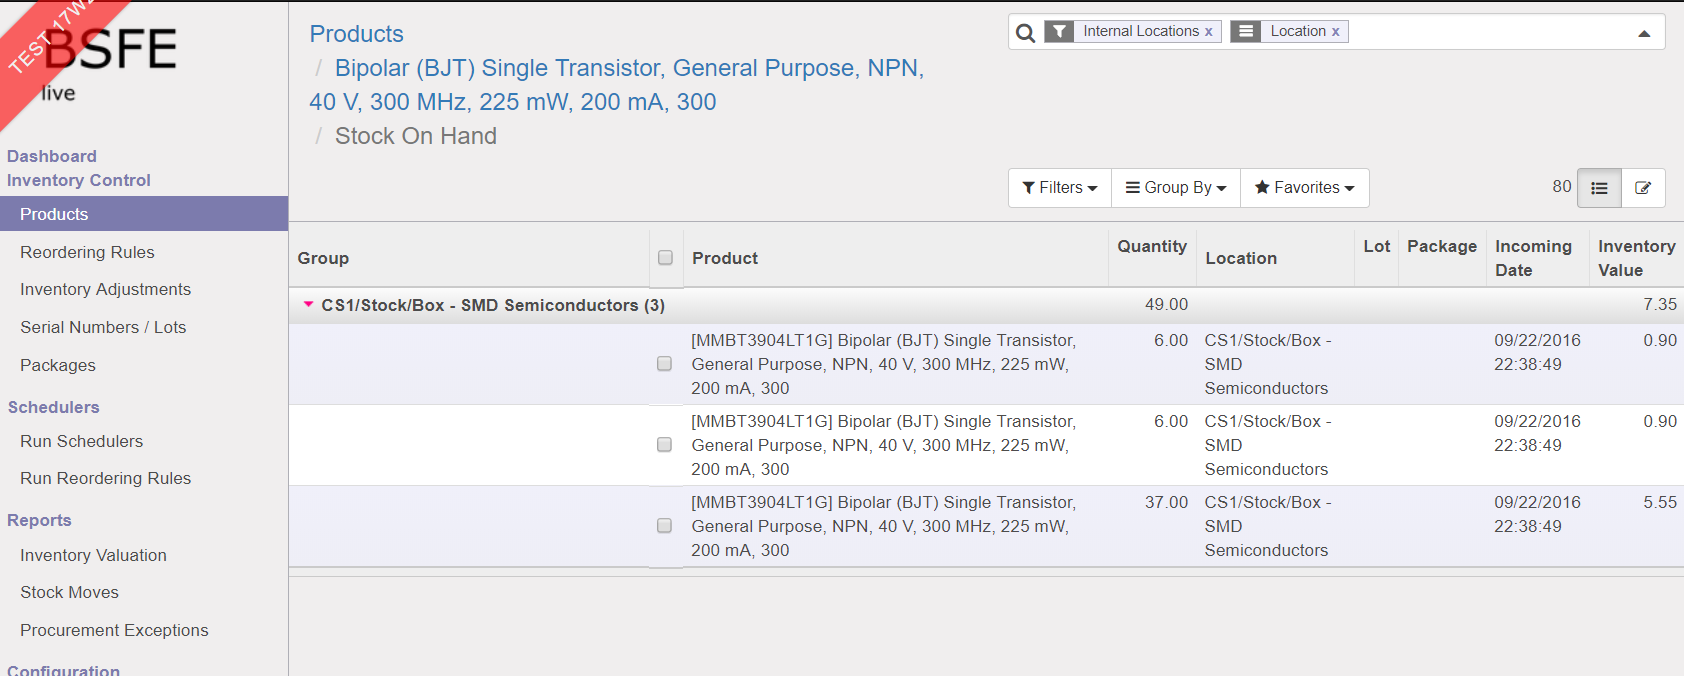 TEST 17W
BSFE
live
Dashboard
Inventory Control
Products
Reordering Rules
Inventory Adjustments
Serial Numbers / Lots
Packages
Schedulers
Run Schedulers
Run Reordering Rules
Reports
Inventory Valuation
Stock Moves
Procurement Exceptions
Configuration
Products
/ Bipolar (BJT) Single Transistor, General Purpose, NPN,
40 V, 300 MHz, 225 mW, 200 mA, 300
/ Stock On Hand
Internal Locations x Location x
Filters Group By Favorites 80
Group Product Quantity Location Lot Package Incoming Date Inventory Value
CS1/Stock/Box - SMD Semiconductors (3) 49.00 7.35
[MMBT3904LT1G] Bipolar (BJT) Single Transistor, 6.00 CS1/Stock/Box - 09/22/2016 0.90
General Purpose, NPN, 40 V, 300 MHz, 225 mW, SMD 22:38:49
200 mA, 300 Semiconductors
[MMBT3904LT1G] Bipolar (BJT) Single Transistor, 6.00 CS1/Stock/Box - 09/22/2016 0.90
General Purpose, NPN, 40 V, 300 MHz, 225 mW, SMD 22:38:49
200 mA, 300 Semiconductors
[MMBT3904LT1G] Bipolar (BJT) Single Transistor, 37.00 CS1/Stock/Box - 09/22/2016 5.55
General Purpose, NPN, 40 V, 300 MHz, 225 mW, SMD 22:38:49
200 mA, 300 Semiconductors